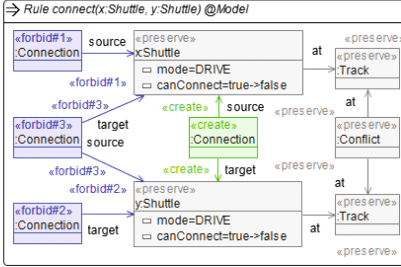 Rule connect(x:Shuttle, y:Shuttle) @Model
«forbid#1»
:Connection
source
«forbid#1»
«preserve»
x:Shuttle
mode=DRIVE
canConnect=true->false
at
«preserve»
:Track
«preserve»
at
«forbid#3»
:Connection
«forbid#3»
target
source
«forbid#3»
«create»
source
«create»
:Connection
«create»
target
«preserve»
:Conflict
«preserve»
at
«forbid#2»
«forbid#2»
:Connection
target
«preserve»
y:Shuttle
mode=DRIVE
canConnect=true->false
at
«preserve»
:Track
«preserve»